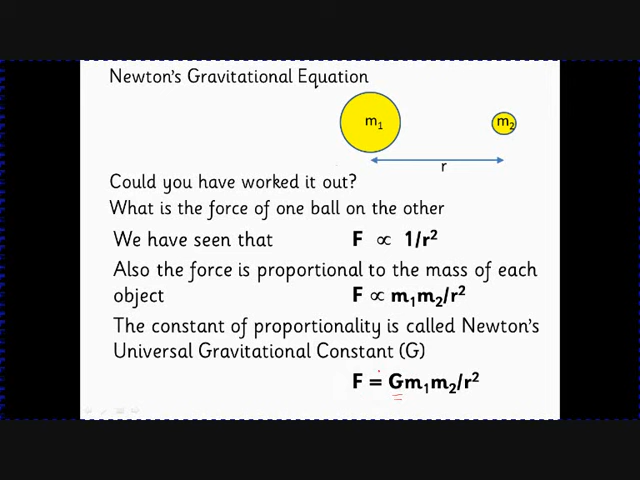 Newton's Gravitational Equation
m₁
m₂
r
Could you have worked it out?
What is the force of one ball on the other
We have seen that F ∝ 1/r²
Also the force is proportional to the mass of each
object F ∝ m₁m₂/r²
The constant of proportionality is called Newton's
Universal Gravitational Constant (G)
F = Gm₁m₂/r²